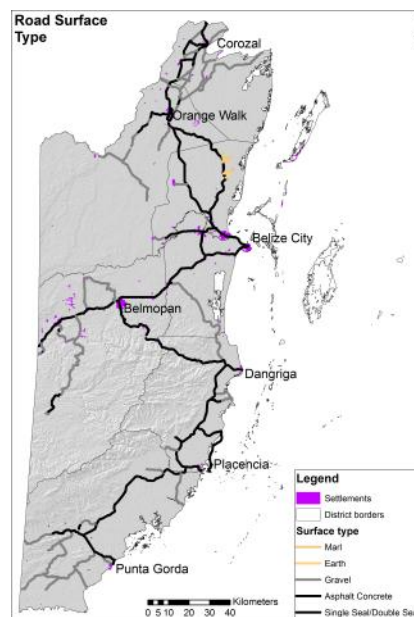 Road Surface
Type
Corozal
Orange Walk
Belize City
Belmopan
Dangriga
Placencia
Punta Gorda
Kilometers
0 5 10 20 30 40
Legend
Settlements
District borders
Surface type
Marl
Earth
Gravel
Asphalt Concrete
Single Seal/Double Sea